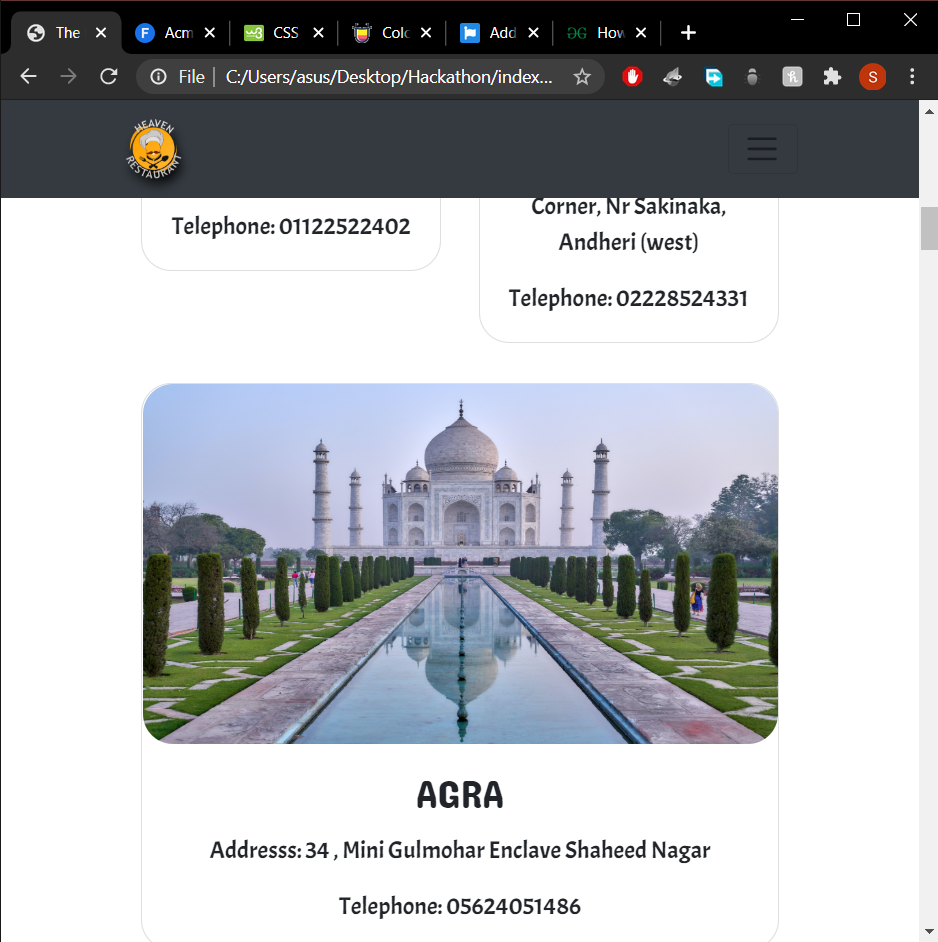 The
Acm
CSS
Colo
Add
How
File
C:/Users/asus/Desktop/Hackathon/index...
S
HEAVEN
RESTAURANT
Telephone: 01122522402
Corner, Nr Sakinaka,
Andheri (west)
Telephone: 02228524331
AGRA
Addresss: 34 , Mini Gulmohar Enclave Shaheed Nagar
Telephone: 05624051486